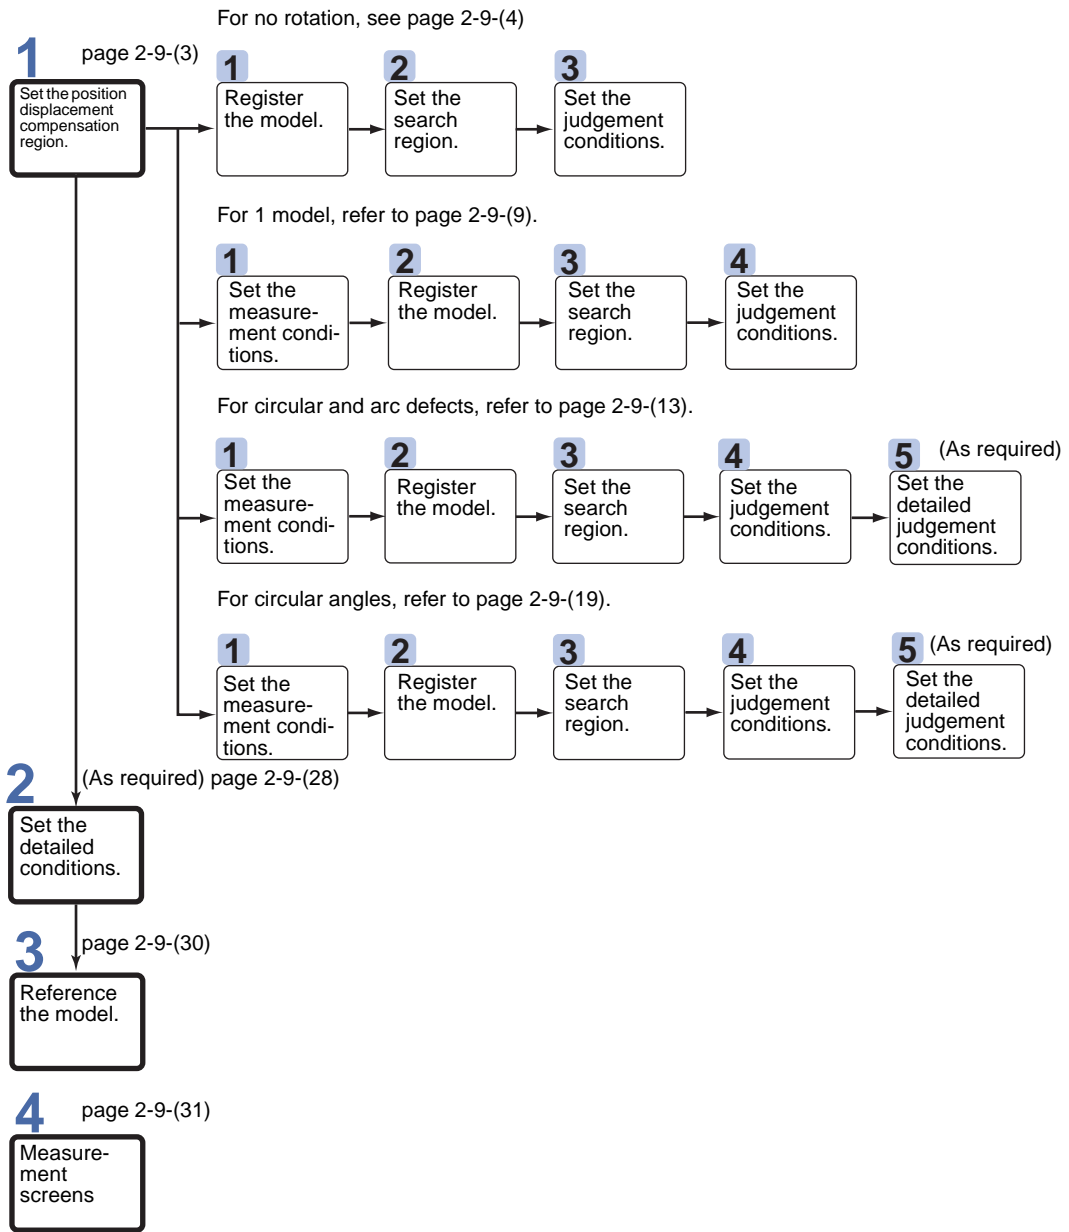 For no rotation, see page 2-9-(4)
1 page 2-9-(3)
Set the position
displacement
compensation
region.
1
Register
the model.
2
Set the
search
region.
3
Set the
judgement
conditions.
For 1 model, refer to page 2-9-(9).
1
Set the
measure-
ment condi-
tions.
2
Register
the model.
3
Set the
search
region.
4
Set the
judgement
conditions.
For circular and arc defects, refer to page 2-9-(13).
1
Set the
measure-
ment condi-
tions.
2
Register
the model.
3
Set the
search
region.
4
Set the
judgement
conditions.
5 (As required)
Set the
detailed
judgement
conditions.
For circular angles, refer to page 2-9-(19).
1
Set the
measure-
ment condi-
tions.
2
Register
the model.
3
Set the
search
region.
4
Set the
judgement
conditions.
5 (As required)
Set the
detailed
judgement
conditions.
2 (As required) page 2-9-(28)
Set the
detailed
conditions.
3 page 2-9-(30)
Reference
the model.
4 page 2-9-(31)
Measure-
ment
screens